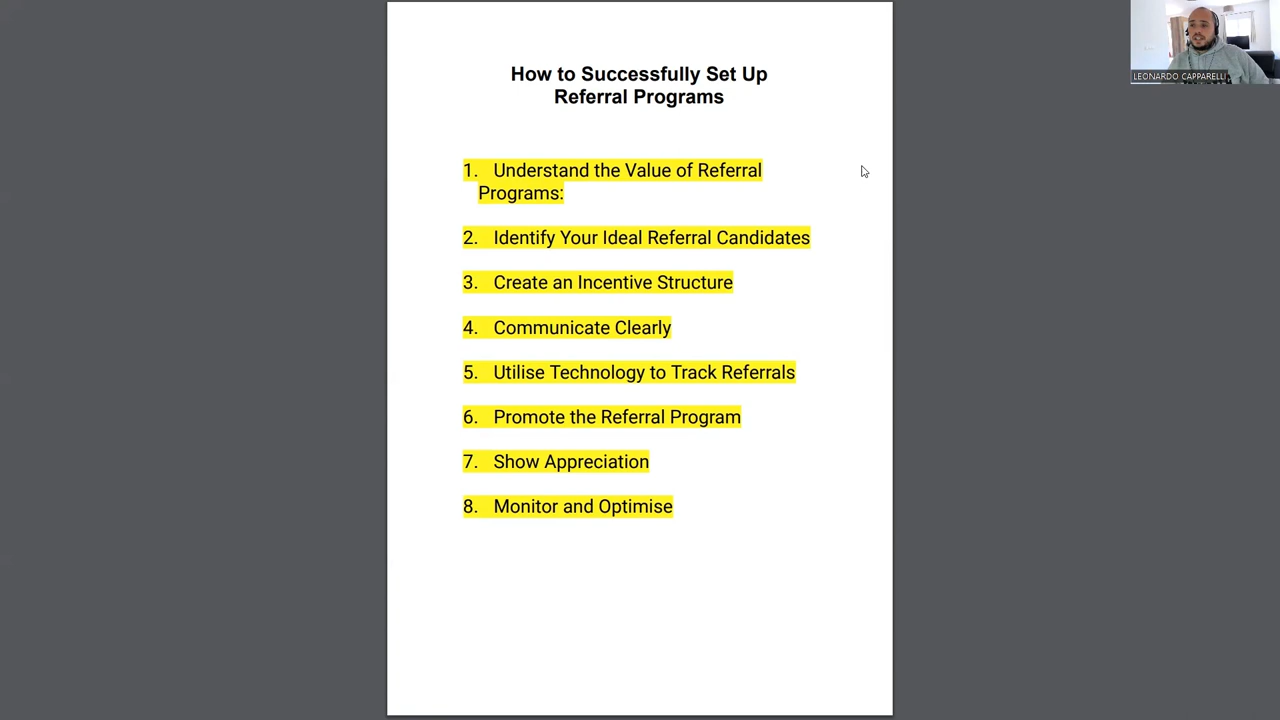 How to Successfully Set Up
Referral Programs
1. Understand the Value of Referral
Programs:
2. Identify Your Ideal Referral Candidates
3. Create an Incentive Structure
4. Communicate Clearly
5. Utilise Technology to Track Referrals
6. Promote the Referral Program
7. Show Appreciation
8. Monitor and Optimise
LEONARDO CAPPARELLI